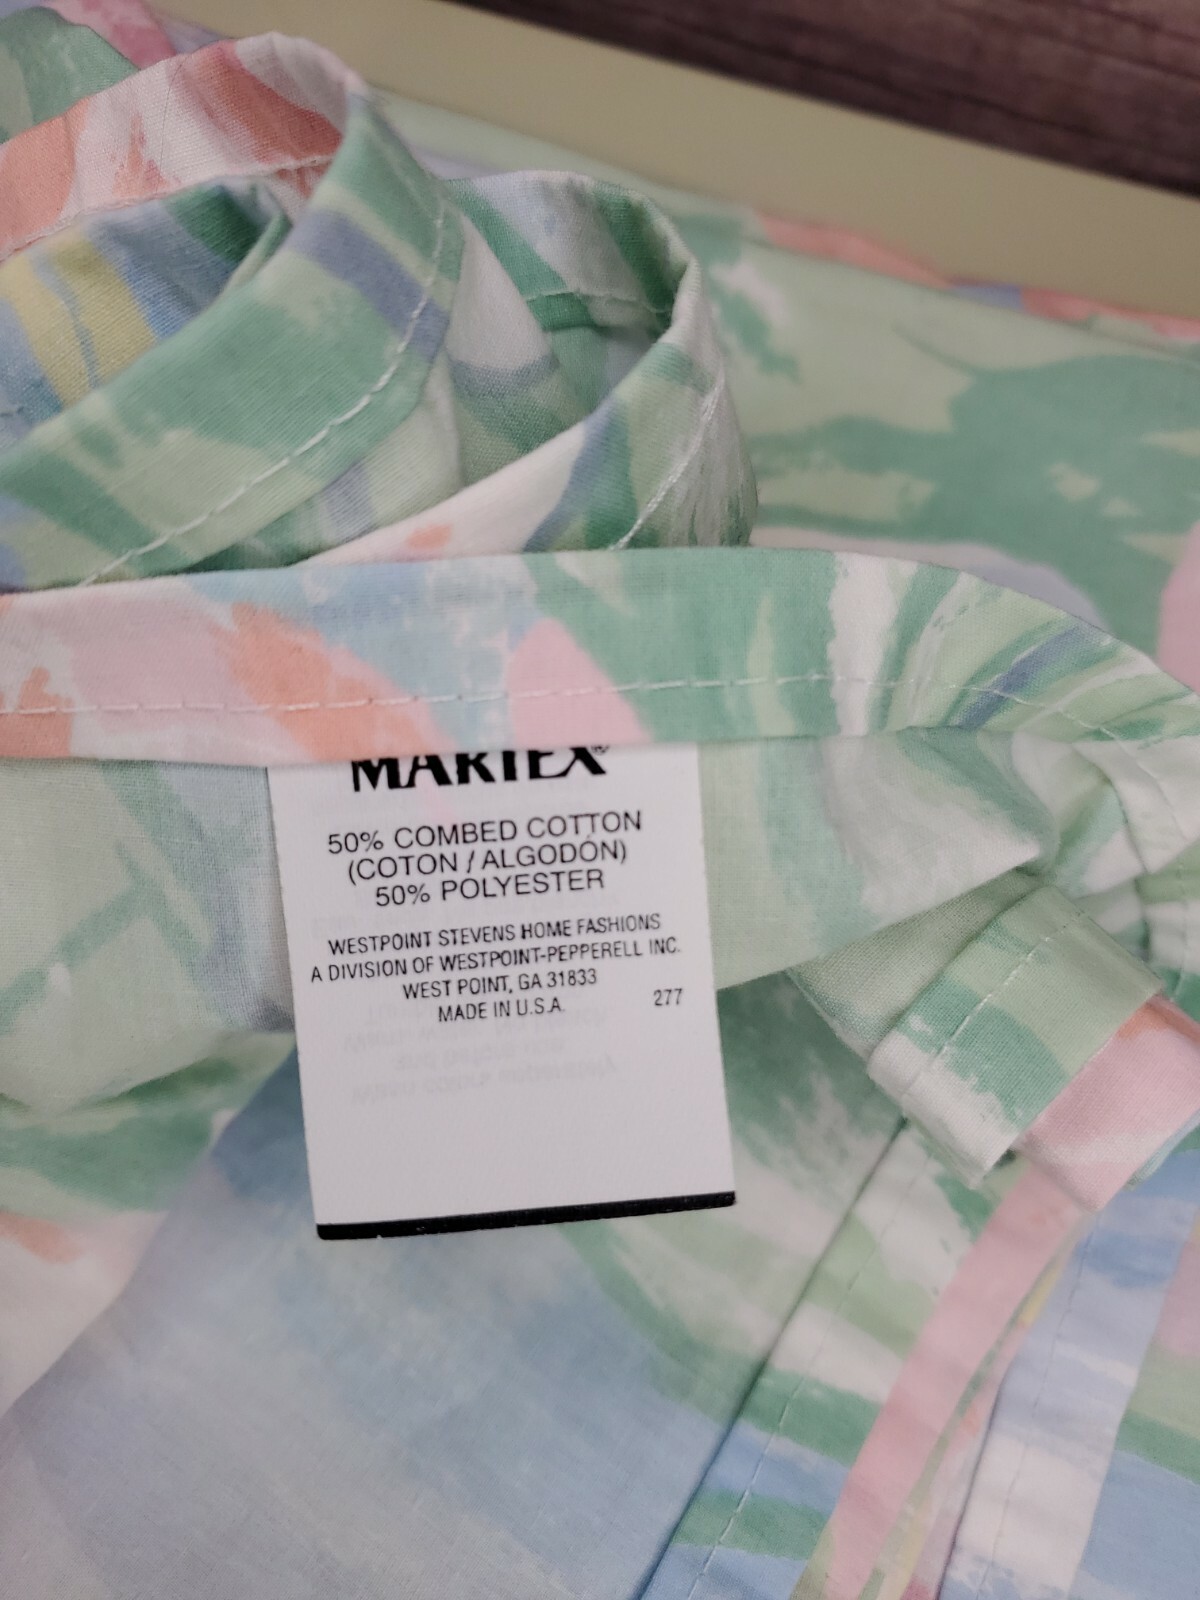 MARTEX®
50% COMBED COTTON
(COTON / ALGODÓN)
50% POLYESTER
WESTPOINT STEVENS HOME FASHIONS
A DIVISION OF WESTPOINT-PEPPERELL INC.
WEST POINT, GA 31833
MADE IN U.S.A. 277